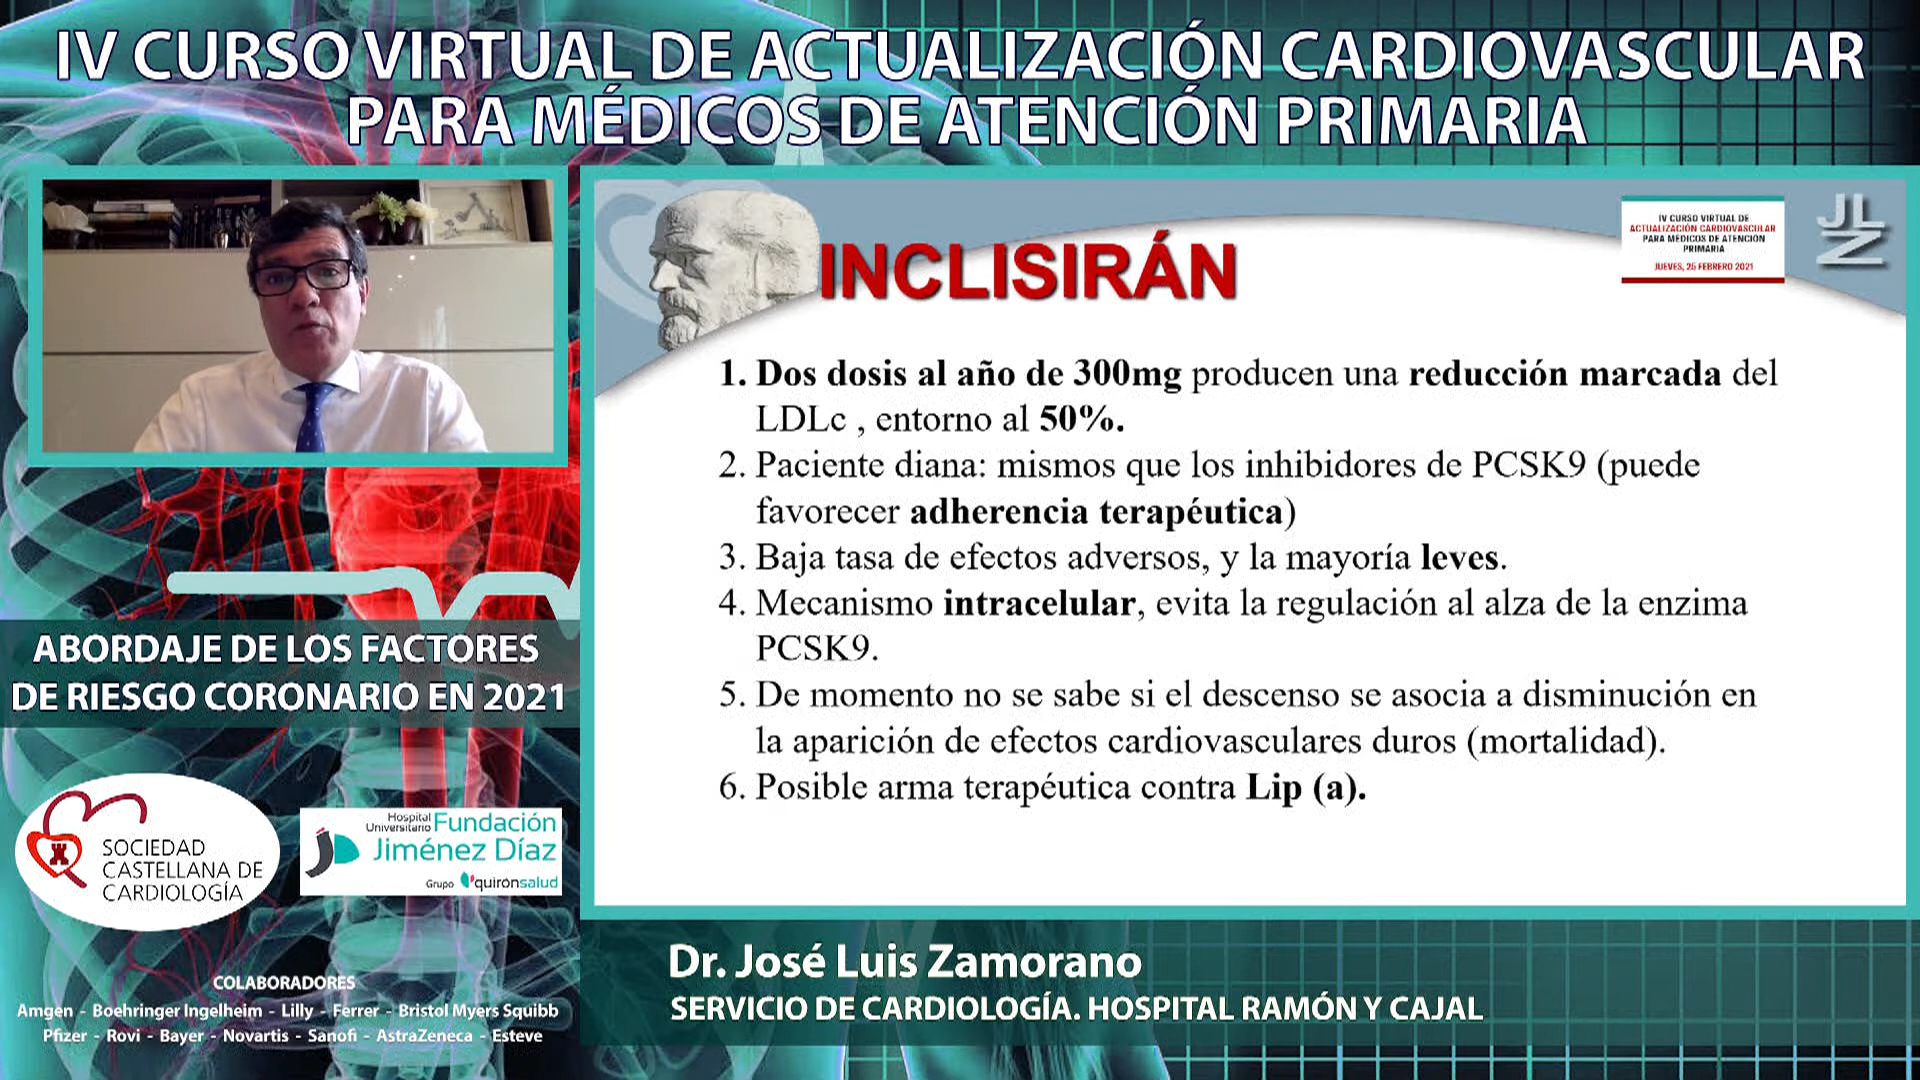 IV CURSO VIRTUAL DE ACTUALIZACIÓN CARDIOVASCULAR
PARA MÉDICOS DE ATENCIÓN PRIMARIA
INCLISIRÁN
IV CURSO VIRTUAL DE
ACTUALIZACIÓN CARDIOVASCULAR
PARA MÉDICOS DE ATENCIÓN
PRIMARIA
JUEVES, 25 FEBRERO 2021
JLZ
1. Dos dosis al año de 300mg producen una reducción marcada del
LDLc , entorno al 50%.
2. Paciente diana: mismos que los inhibidores de PCSK9 (puede
favorecer adherencia terapéutica)
3. Baja tasa de efectos adversos, y la mayoría leves.
4. Mecanismo intracelular, evita la regulación al alza de la enzima
PCSK9.
5. De momento no se sabe si el descenso se asocia a disminución en
la aparición de efectos cardiovasculares duros (mortalidad).
6. Posible arma terapéutica contra Lip (a).
ABORDAJE DE LOS FACTORES
DE RIESGO CORONARIO EN 2021
SOCIEDAD
CASTELLANA DE
CARDIOLOGÍA
Hospital
Universitario Fundación
Jiménez Díaz
Grupo quirónsalud
COLABORADORES
Amgen - Boehringer Ingelheim - Lilly - Ferrer - Bristol Myers Squibb
Pfizer - Rovi - Bayer - Novartis - Sanofi - AstraZeneca - Esteve
Dr. José Luis Zamorano
SERVICIO DE CARDIOLOGÍA. HOSPITAL RAMÓN Y CAJAL